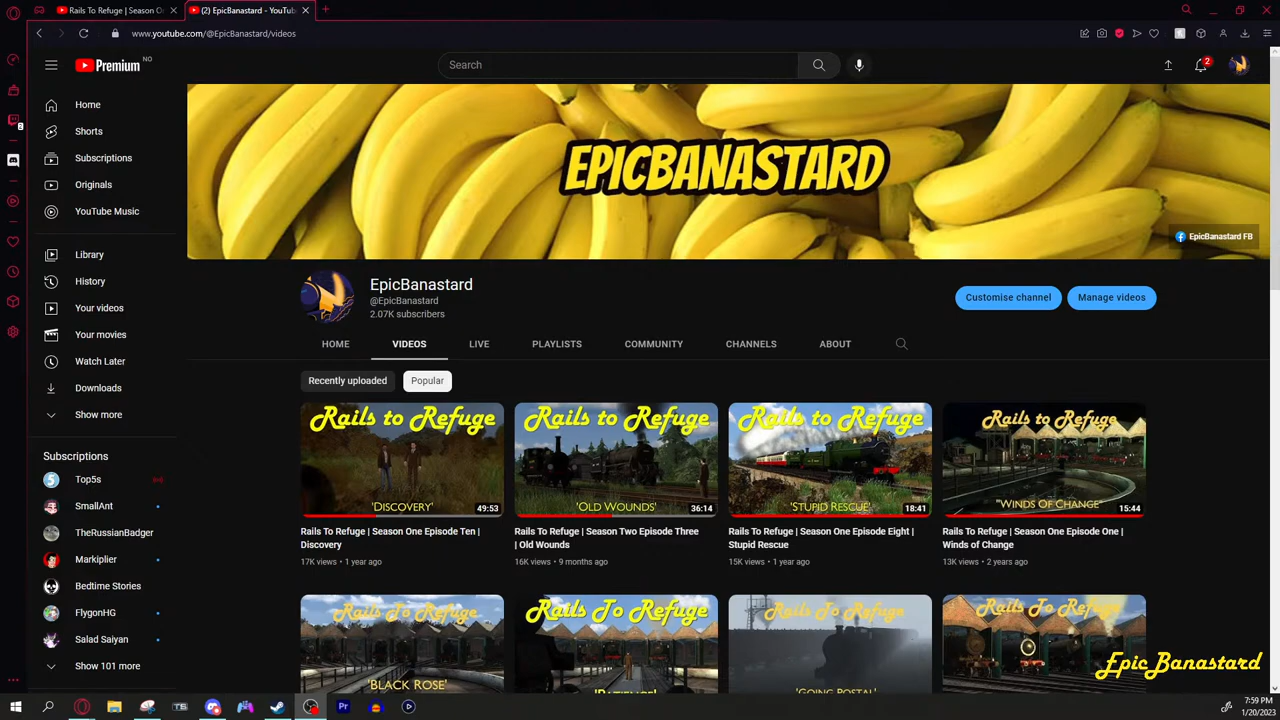 Rails To Refuge | Season O
(2) EpicBanastard - YouTub
www.youtube.com/@EpicBanastard/videos
Premium NO
Search
2
Home
Shorts
Subscriptions
Originals
YouTube Music
Library
History
Your videos
Your movies
Watch Later
Downloads
Show more
Subscriptions
Top5s
SmallAnt
TheRussianBadger
Markiplier
Bedtime Stories
FlygonHG
Salad Saiyan
Show 101 more
EPICBANASTARD
EpicBanastard FB
EpicBanastard
@EpicBanastard
2.07K subscribers
Customise channel
Manage videos
HOME
VIDEOS
LIVE
PLAYLISTS
COMMUNITY
CHANNELS
ABOUT
Recently uploaded
Popular
Rails to Refuge
'DISCOVERY'
49:53
Rails To Refuge | Season One Episode Ten |
Discovery
17K views • 1 year ago
Rails to Refuge
'OLD WOUNDS'
36:14
Rails To Refuge | Season Two Episode Three
| Old Wounds
16K views • 9 months ago
Rails to Refuge
'STUPID RESCUE'
18:41
Rails To Refuge | Season One Episode Eight |
Stupid Rescue
15K views • 1 year ago
Rails to Refuge
"WINDS OF CHANGE"
15:44
Rails To Refuge | Season One Episode One |
Winds of Change
13K views • 2 years ago
Rails To Refuge
'BLACK ROSE'
Rails To Refuge
'PATIENCE'
Rails To Refuge
'GOING POSTAL'
Rails To Refuge
EpicBanastard
2
TS
Pr
7:59 PM
1/20/2023